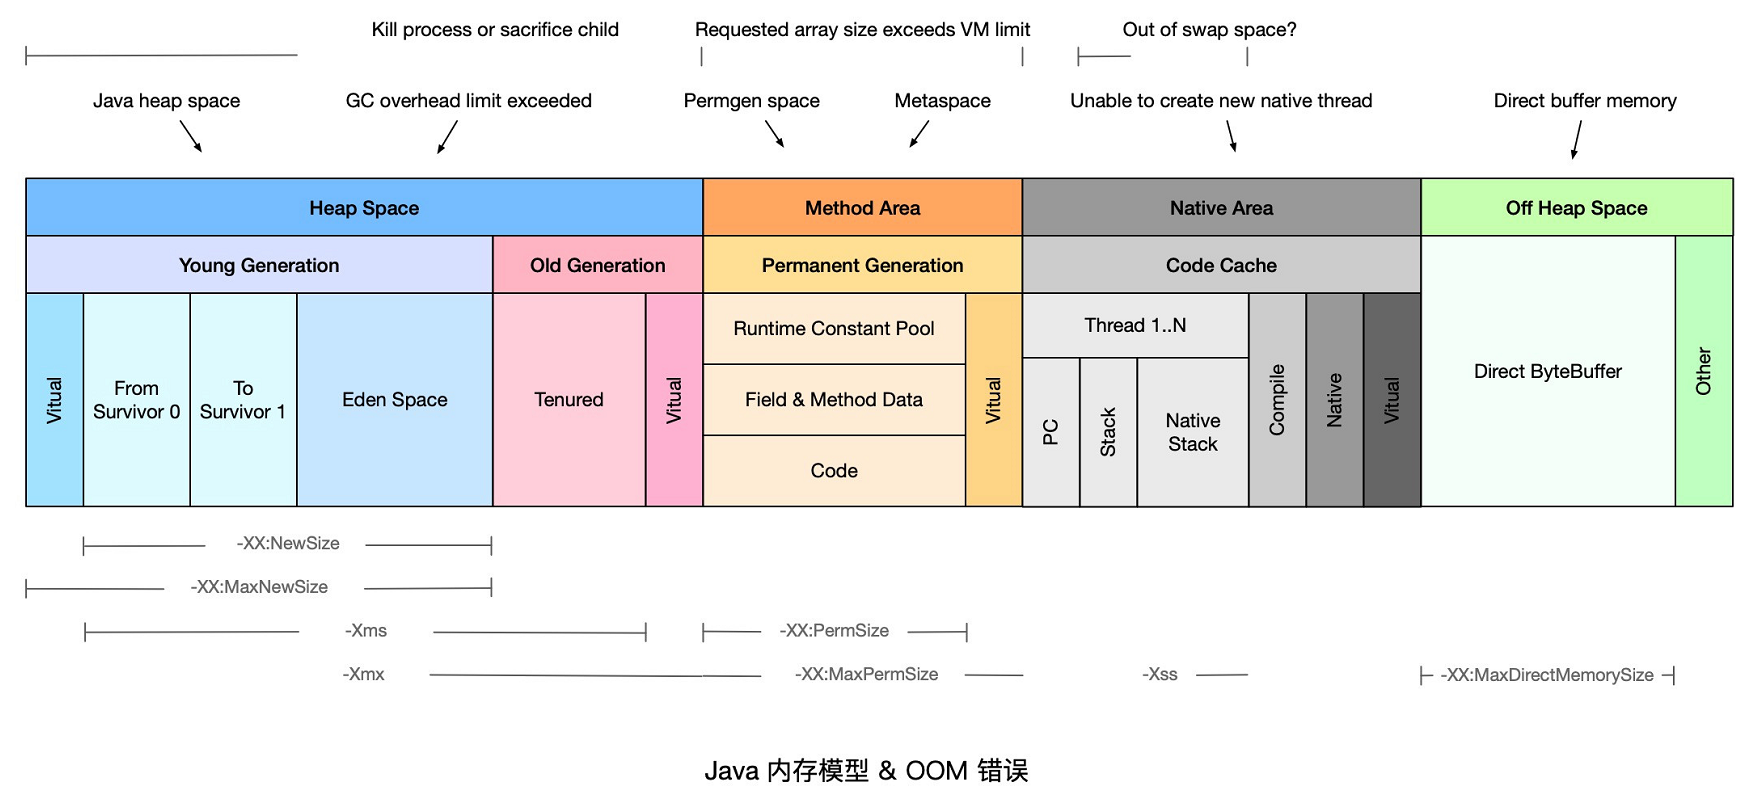 Kill process or sacrifice child
Requested array size exceeds VM limit
Out of swap space?
Java heap space
GC overhead limit exceeded
Permgen space
Metaspace
Unable to create new native thread
Direct buffer memory
Heap Space
Method Area
Native Area
Off Heap Space
Young Generation
Old Generation
Permanent Generation
Code Cache
Vitual
From
Survivor 0
To
Survivor 1
Eden Space
Tenured
Vitual
Runtime Constant Pool
Field & Method Data
Code
Vitual
Thread 1..N
PC
Stack
Native
Stack
Compile
Native
Vitual
Direct ByteBuffer
Other
-XX:NewSize
-XX:MaxNewSize
-Xms
-XX:PermSize
-Xmx
-XX:MaxPermSize
-Xss
-XX:MaxDirectMemorySize
Java 内存模型 & OOM 错误